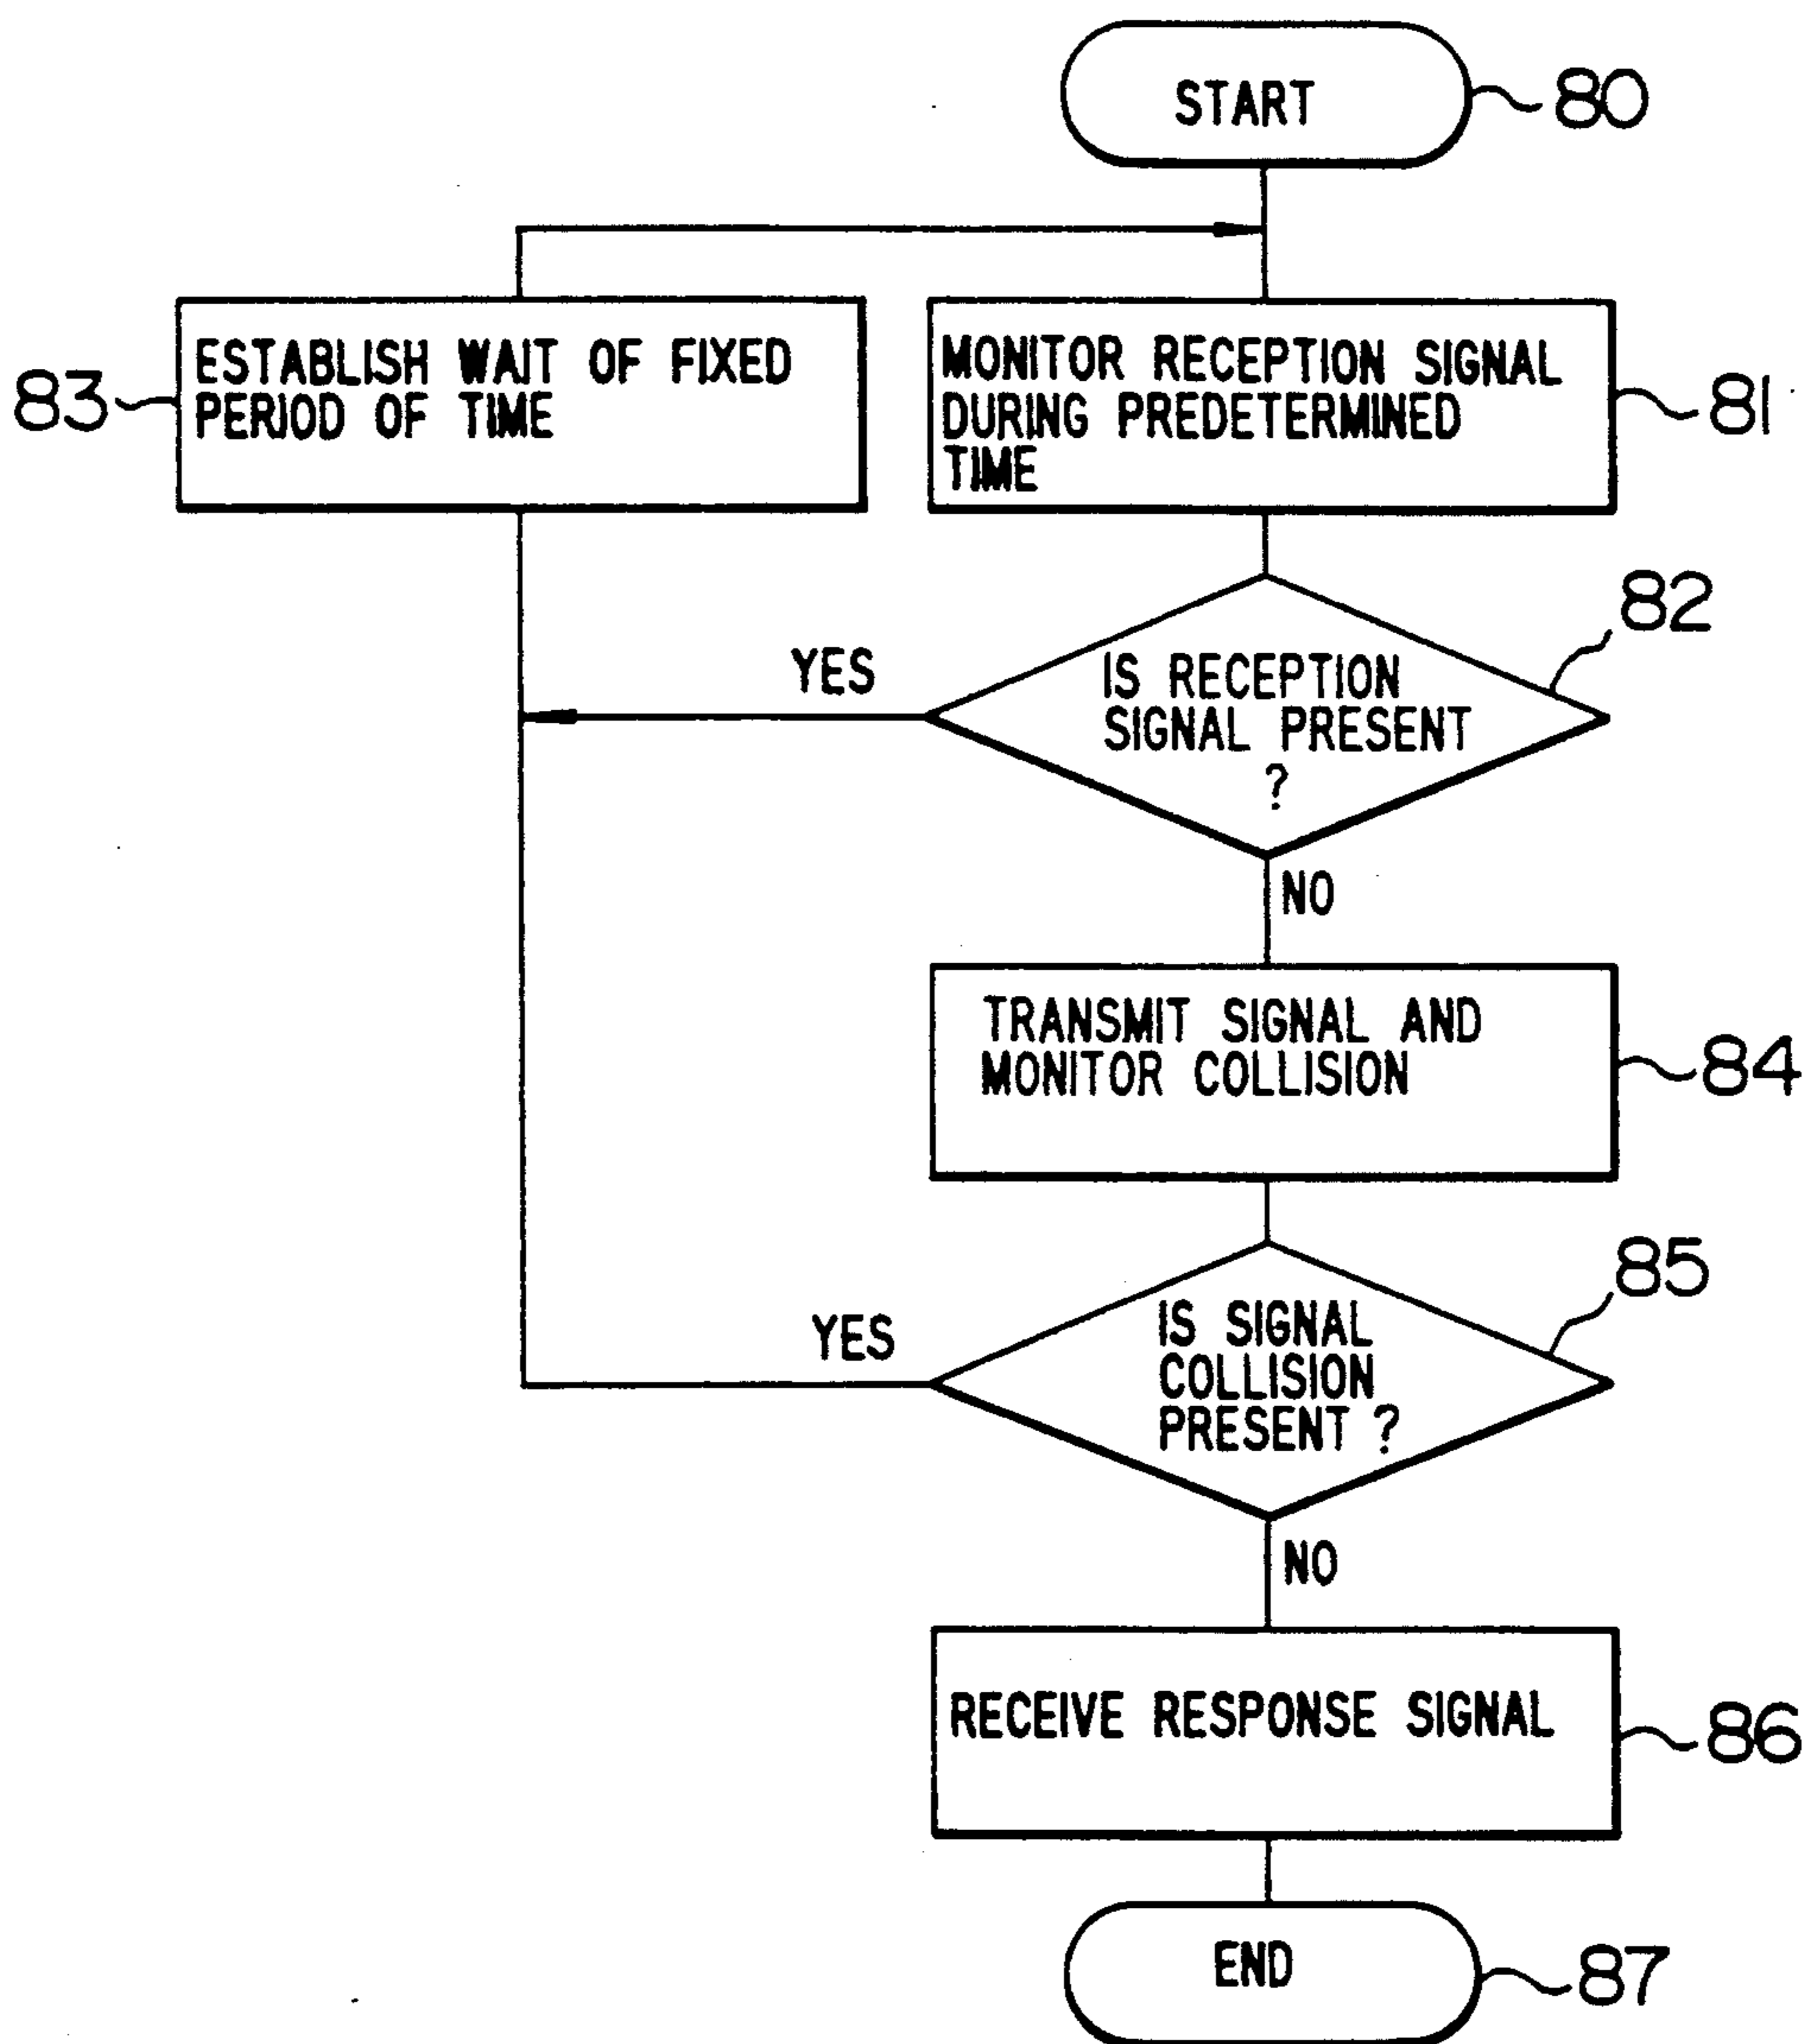 START
80
ESTABLISH WAIT OF FIXED
PERIOD OF TIME
83
MONITOR RECEPTION SIGNAL
DURING PREDETERMINED
TIME
81
82
YES
IS RECEPTION
SIGNAL PRESENT
?
NO
TRANSMIT SIGNAL AND
MONITOR COLLISION
84
85
YES
IS SIGNAL
COLLISION
PRESENT ?
NO
RECEIVE RESPONSE SIGNAL
86
END
87